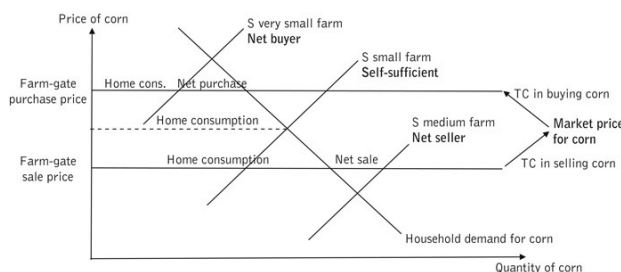 Price of corn
S very small farm
Net buyer
S small farm
Self-sufficient
Farm-gate
purchase price
Home cons. Net purchase
TC in buying corn
Home consumption
S medium farm
Net seller
Market price
for corn
Farm-gate
sale price
Home consumption
Net sale
TC in selling corn
Household demand for corn
Quantity of corn